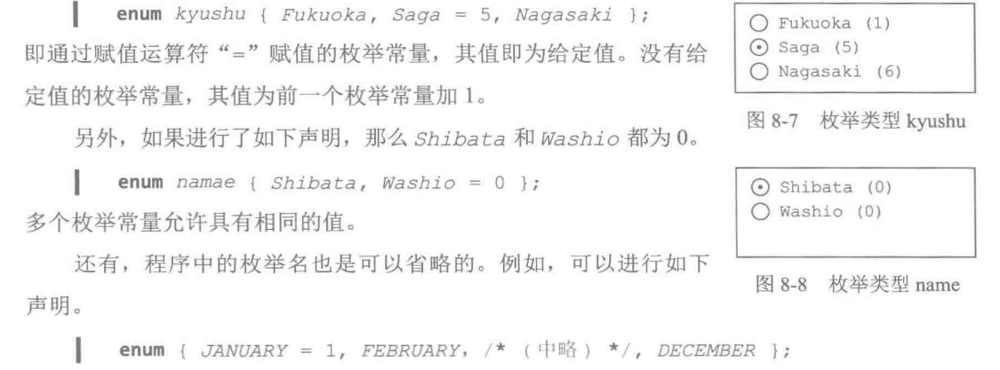 enum kyushu { Fukuoka, Saga = 5, Nagasaki };
即通过赋值运算符“=”赋值的枚举常量，其值即为给定值。没有给
定值的枚举常量，其值为前一个枚举常量加 1。
另外，如果进行了如下声明，那么 Shibata 和 Washio 都为 0。
enum namae { Shibata, Washio = 0 };
多个枚举常量允许具有相同的值。
还有，程序中的枚举名也是可以省略的。例如，可以进行如下
声明。
enum { JANUARY = 1, FEBRUARY, /* （中略） */, DECEMBER };
Fukuoka (1)
Saga (5)
Nagasaki (6)
图 8-7 枚举类型 kyushu
Shibata (0)
Washio (0)
图 8-8 枚举类型 name